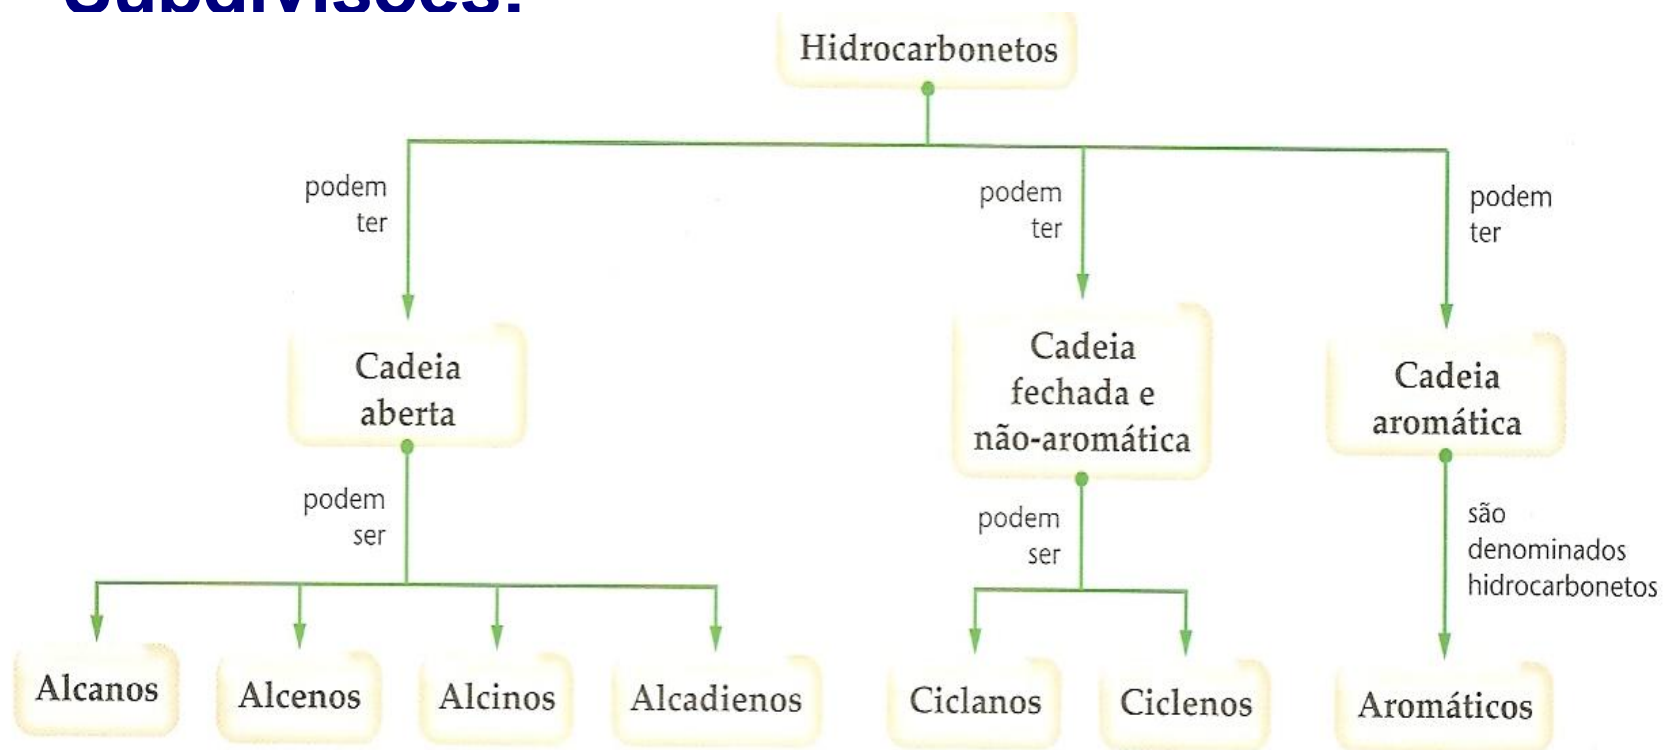 Subdivisões:
Hidrocarbonetos
podem
ter
podem
ter
podem
ter
Cadeia
aberta
Cadeia
fechada e
não-aromática
Cadeia
aromática
podem
ser
podem
ser
são
denominados
hidrocarbonetos
Alcanos
Alcenos
Alcinos
Alcadienos
Ciclanos
Ciclenos
Aromáticos